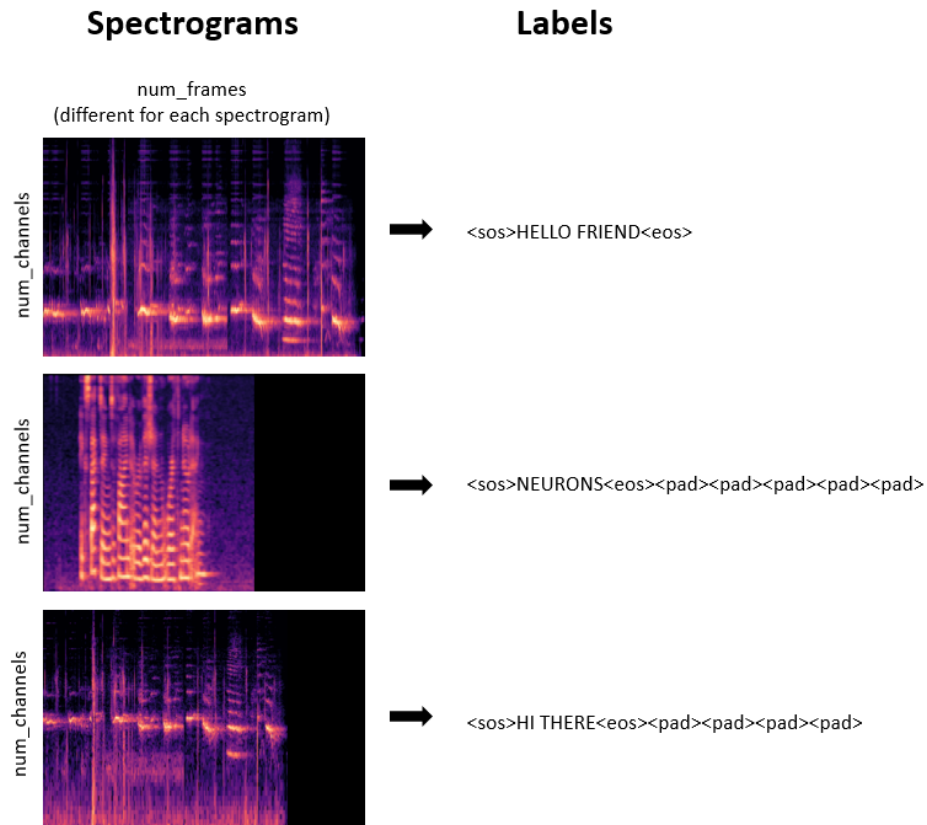 Spectrograms
Labels
num_frames
(different for each spectrogram)
num_channels
<sos>HELLO FRIEND<eos>
num_channels
<sos>NEURONS<eos><pad><pad><pad><pad><pad>
num_channels
<sos>HI THERE<eos><pad><pad><pad><pad>